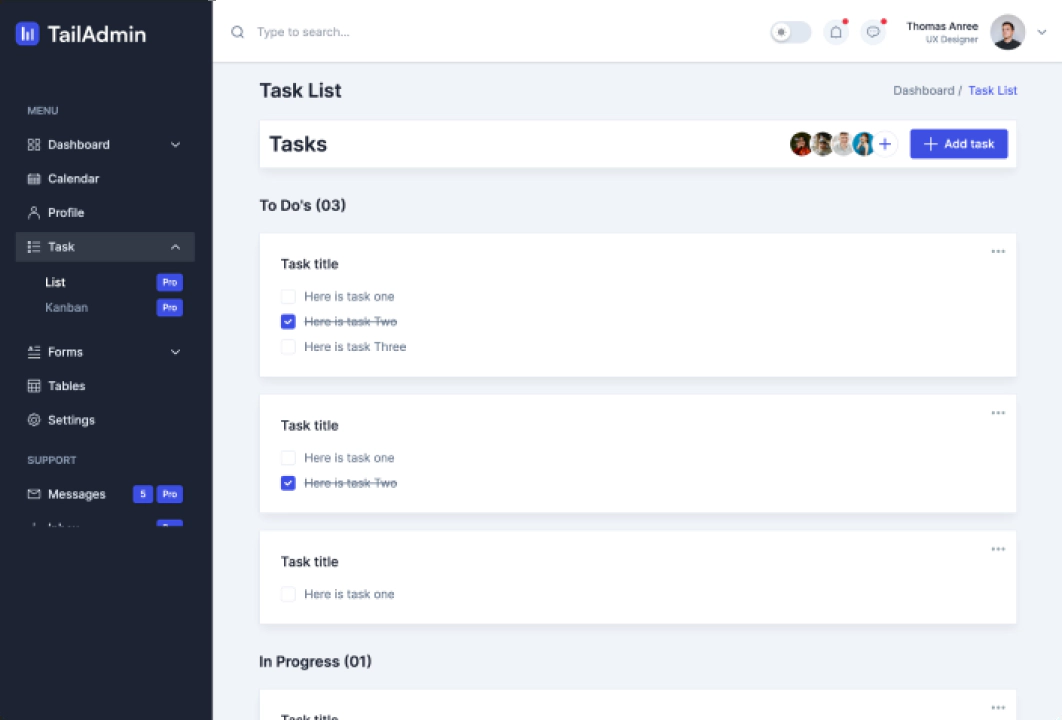 TailAdmin
MENU
Dashboard
Calendar
Profile
Task
List Pro
Kanban Pro
Forms
Tables
Settings
SUPPORT
Messages 5 Pro
Type to search...
Thomas Anree
UX Designer
Task List
Dashboard / Task List
Tasks
Add task
To Do's (03)
Task title
Here is task one
Here is task Two
Here is task Three
Task title
Here is task one
Here is task Two
Task title
Here is task one
In Progress (01)
Task title